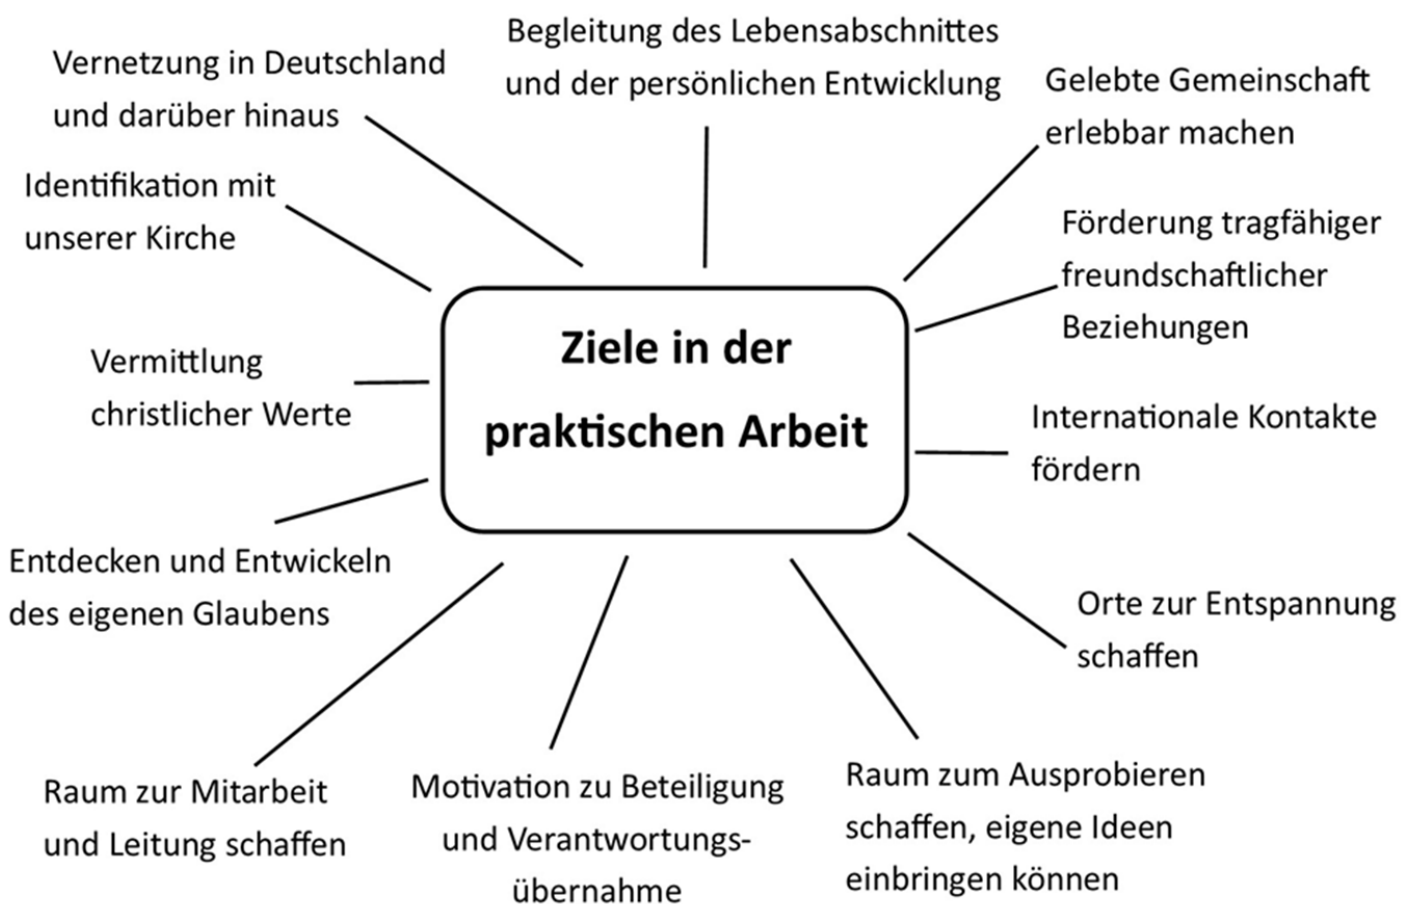 Begleitung des Lebensabschnittes
und der persönlichen Entwicklung
Vernetzung in Deutschland
und darüber hinaus
Gelebte Gemeinschaft
erlebbar machen
Identifikation mit
unserer Kirche
Förderung tragfähiger
freundschaftlicher
Beziehungen
Ziele in der
praktischen Arbeit
Vermittlung
christlicher Werte
Internationale Kontakte
fördern
Entdecken und Entwickeln
des eigenen Glaubens
Orte zur Entspannung
schaffen
Raum zur Mitarbeit
und Leitung schaffen
Motivation zu Beteiligung
und Verantwortungs-
übernahme
Raum zum Ausprobieren
schaffen, eigene Ideen
einbringen können